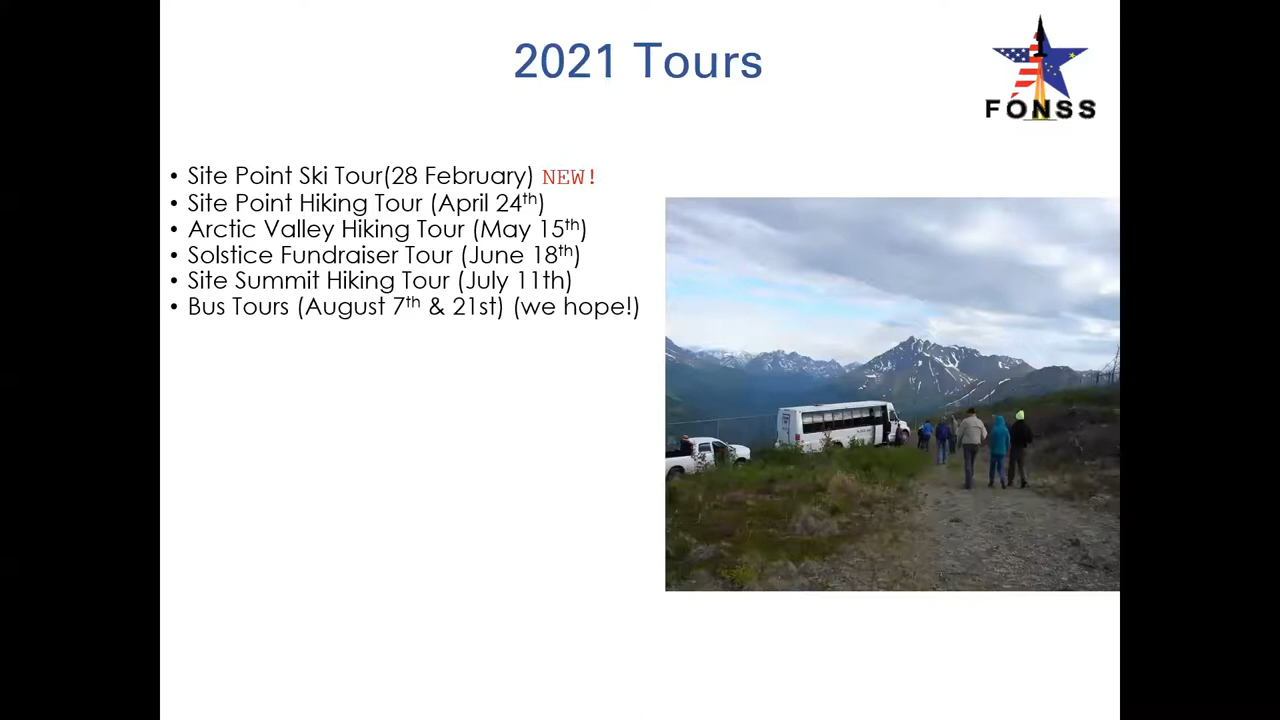 2021 Tours
FONSS
• Site Point Ski Tour(28 February) NEW!
• Site Point Hiking Tour (April 24th)
• Arctic Valley Hiking Tour (May 15th)
• Solstice Fundraiser Tour (June 18th)
• Site Summit Hiking Tour (July 11th)
• Bus Tours (August 7th & 21st) (we hope!)